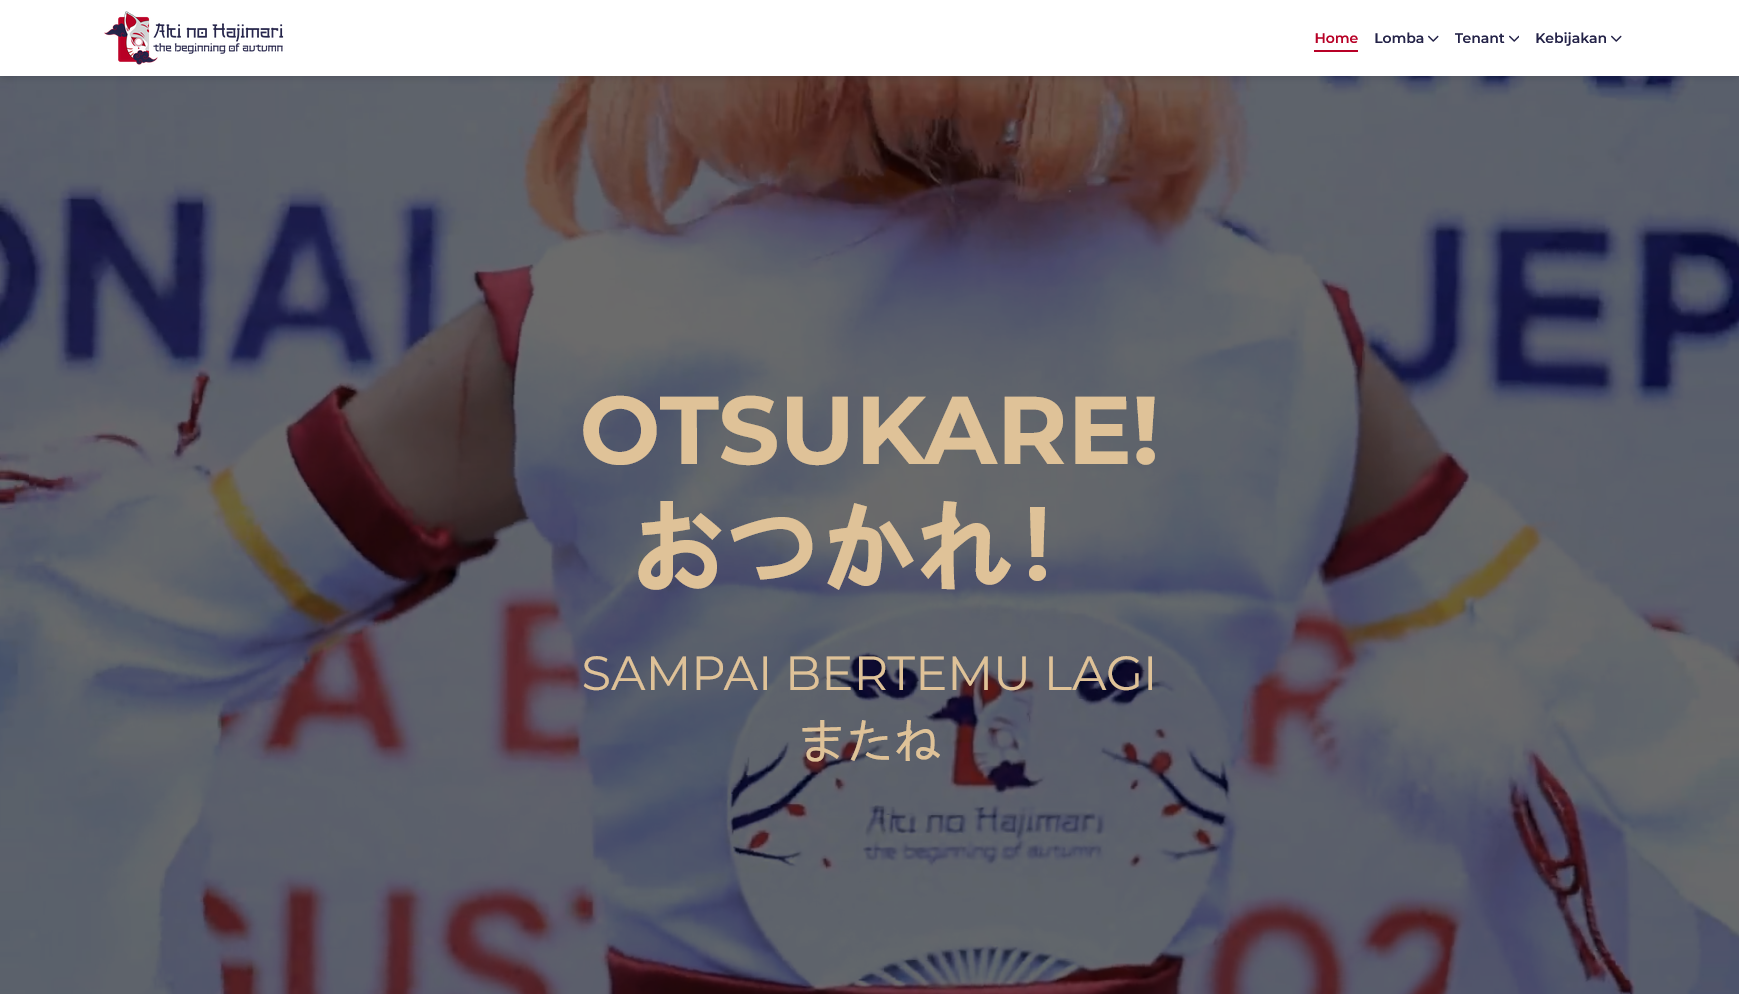 Aki no Hajimari
the beginning of autumn
Home
Lomba
Tenant
Kebijakan
ONAL
JEP
OTSUKARE!
おつかれ!
SAMPAI BERTEMU LAGI
またね
Aki no Hajimari
the beginning of autumn